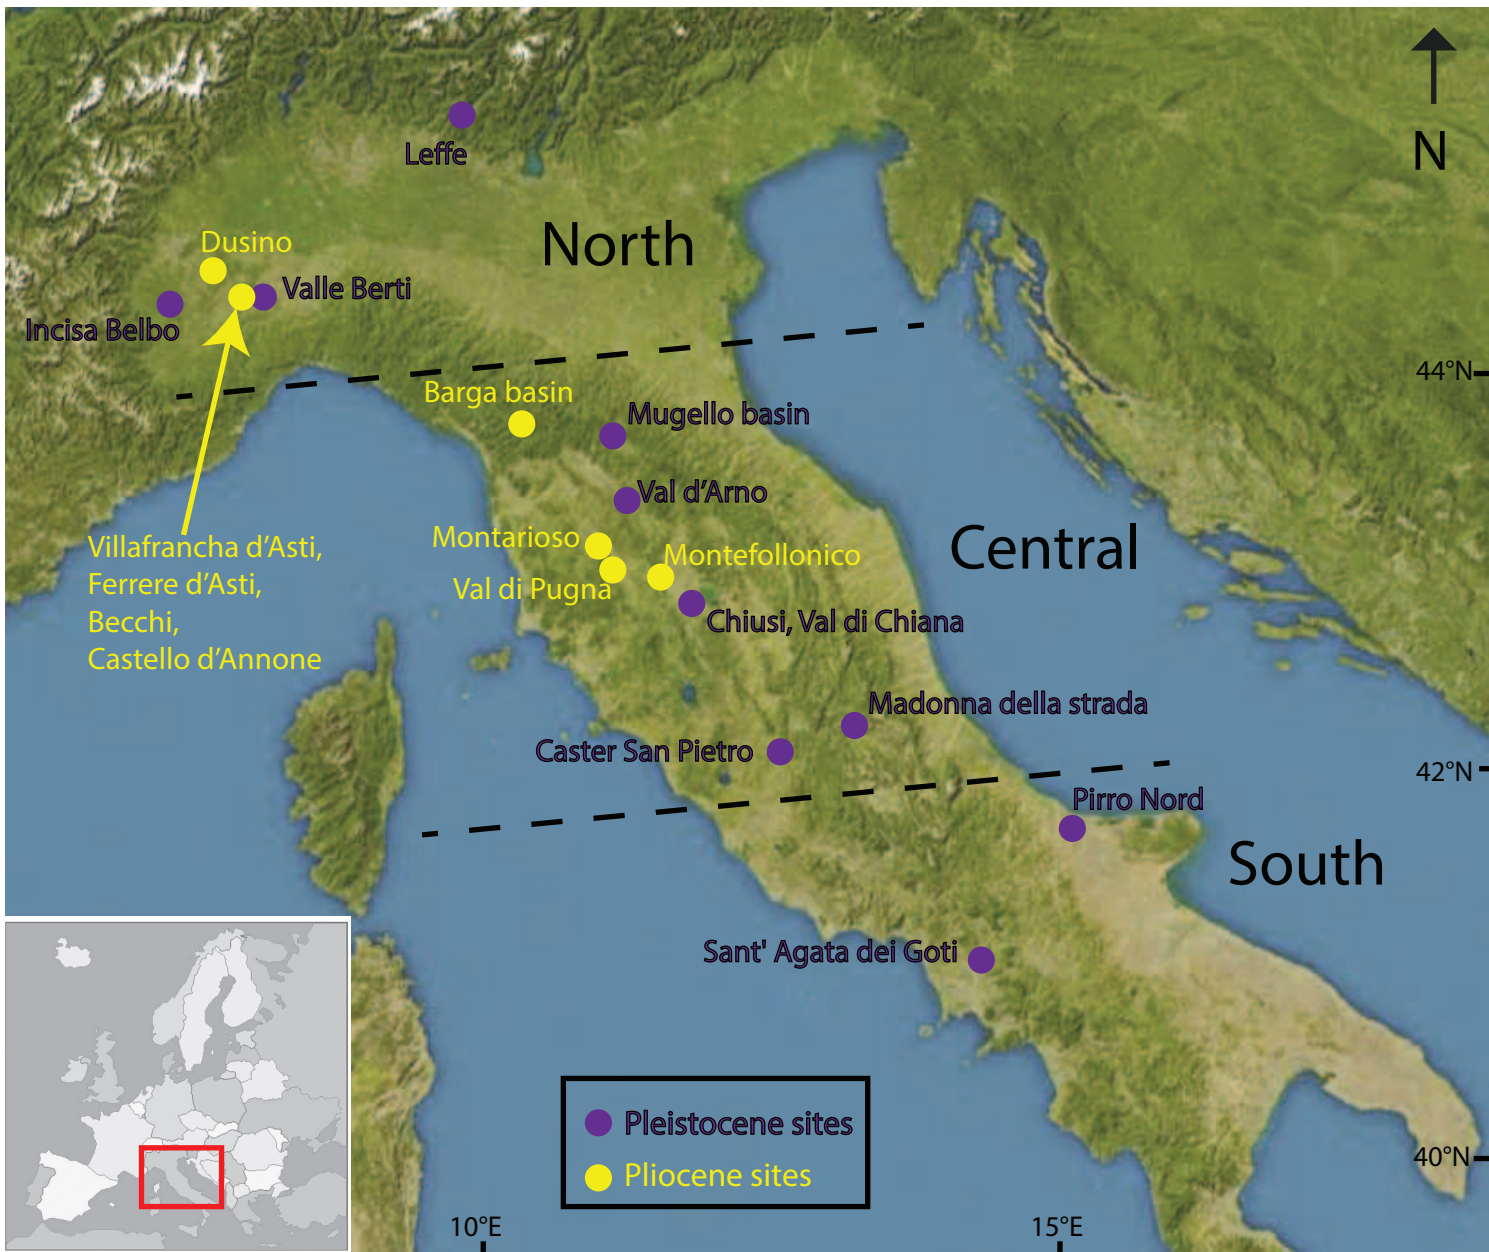 N
Leffe
North
Dusino
Valle Berti
Incisa Belbo
44°N
Barga basin
Mugello basin
Val d'Arno
Montarioso
Montefollonico
Central
Val di Pugna
Villafrancha d'Asti,
Ferrere d'Asti,
Becchi,
Castello d'Annone
Chiusi, Val di Chiana
Madonna della strada
Caster San Pietro
42°N
Pirro Nord
South
Sant' Agata dei Goti
Pleistocene sites
Pliocene sites
40°N
10°E
15°E